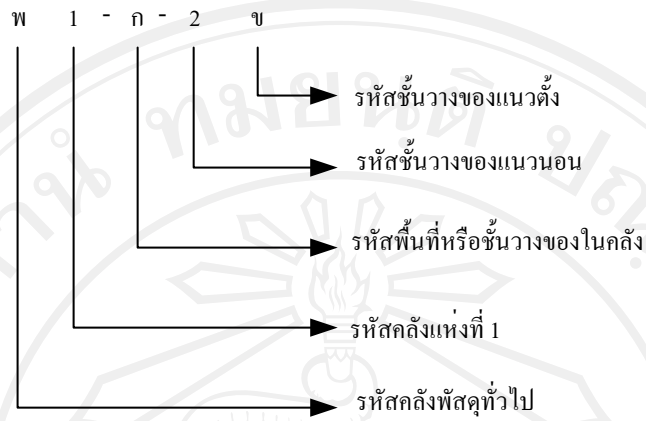 พ 1 - ก - 2 ข
รหัสชั้นวางของแนวตั้ง
รหัสชั้นวางของแนวนอน
รหัสพื้นที่หรือชั้นวางของในคลัง
รหัสคลังแห่งที่ 1
รหัสคลังพัสดุทั่วไป